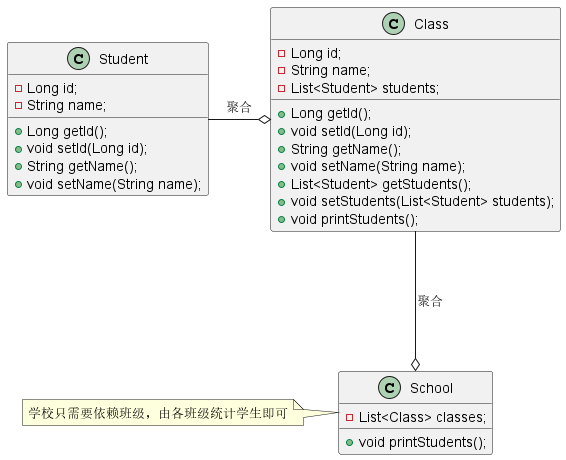 C Student
Long id;
String name;
Long getId();
void setId(Long id);
String getName();
void setName(String name);
聚合
C Class
Long id;
String name;
List<Student> students;
Long getId();
void setId(Long id);
String getName();
void setName(String name);
List<Student> getStudents();
void setStudents(List<Student> students);
void printStudents();
聚合
学校只需要依赖班级，由各班级统计学生即可
C School
List<Class> classes;
void printStudents();